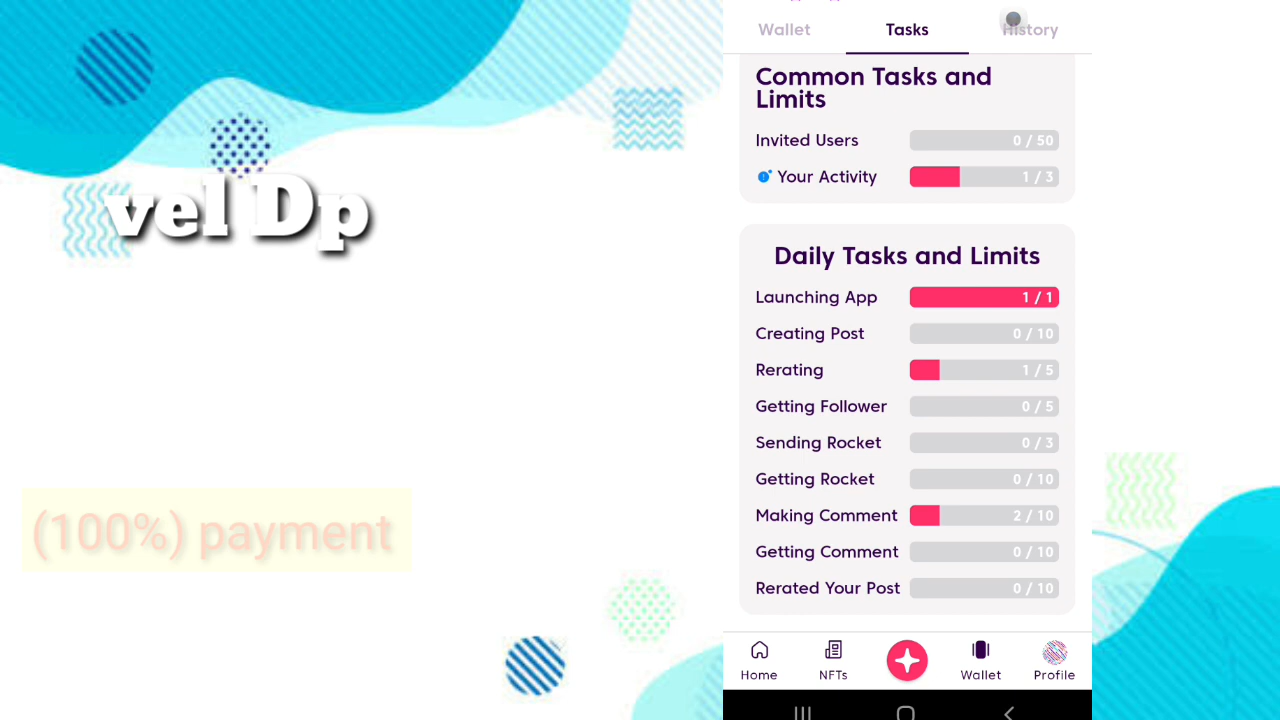 vel Dp
(100%) payment
Wallet Tasks History
Common Tasks and
Limits
Invited Users 0 / 50
Your Activity 1 / 3
Daily Tasks and Limits
Launching App 1 / 1
Creating Post 0 / 10
Rerating 1 / 5
Getting Follower 0 / 5
Sending Rocket 0 / 3
Getting Rocket 0 / 10
Making Comment 2 / 10
Getting Comment 0 / 10
Rerated Your Post 0 / 10
Home NFTs Wallet Profile